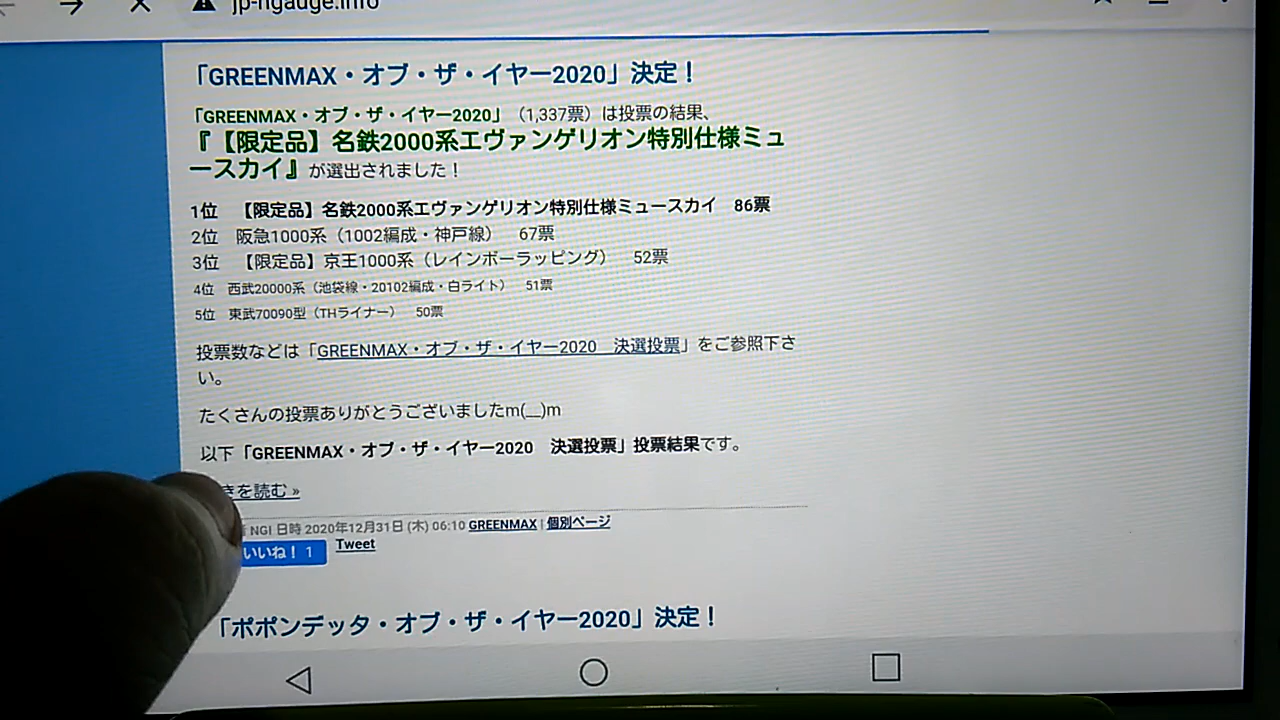 jp-ngauge.info
「GREENMAX・オブ・ザ・イヤー2020」決定！
「GREENMAX・オブ・ザ・イヤー2020」（1,337票）は投票の結果、
『【限定品】名鉄2000系エヴァンゲリオン特別仕様ミュ
ースカイ』が選出されました！
1位　【限定品】名鉄2000系エヴァンゲリオン特別仕様ミュースカイ　86票
2位　阪急1000系（1002編成・神戸線）　67票
3位　【限定品】京王1000系（レインボーラッピング）　52票
4位　西武20000系（池袋線・20102編成・白ライト）　51票
5位　東武70090型（THライナー）　50票
投票数などは「GREENMAX・オブ・ザ・イヤー2020　決選投票」をご参照下さ
い。
たくさんの投票ありがとうございましたm(__)m
以下「GREENMAX・オブ・ザ・イヤー2020　決選投票」投票結果です。
きを読む »
NGI 日時 2020年12月31日 (木) 06:10 GREENMAX | 個別ページ
いいね！ 1 Tweet
「ポポンデッタ・オブ・ザ・イヤー2020」決定！